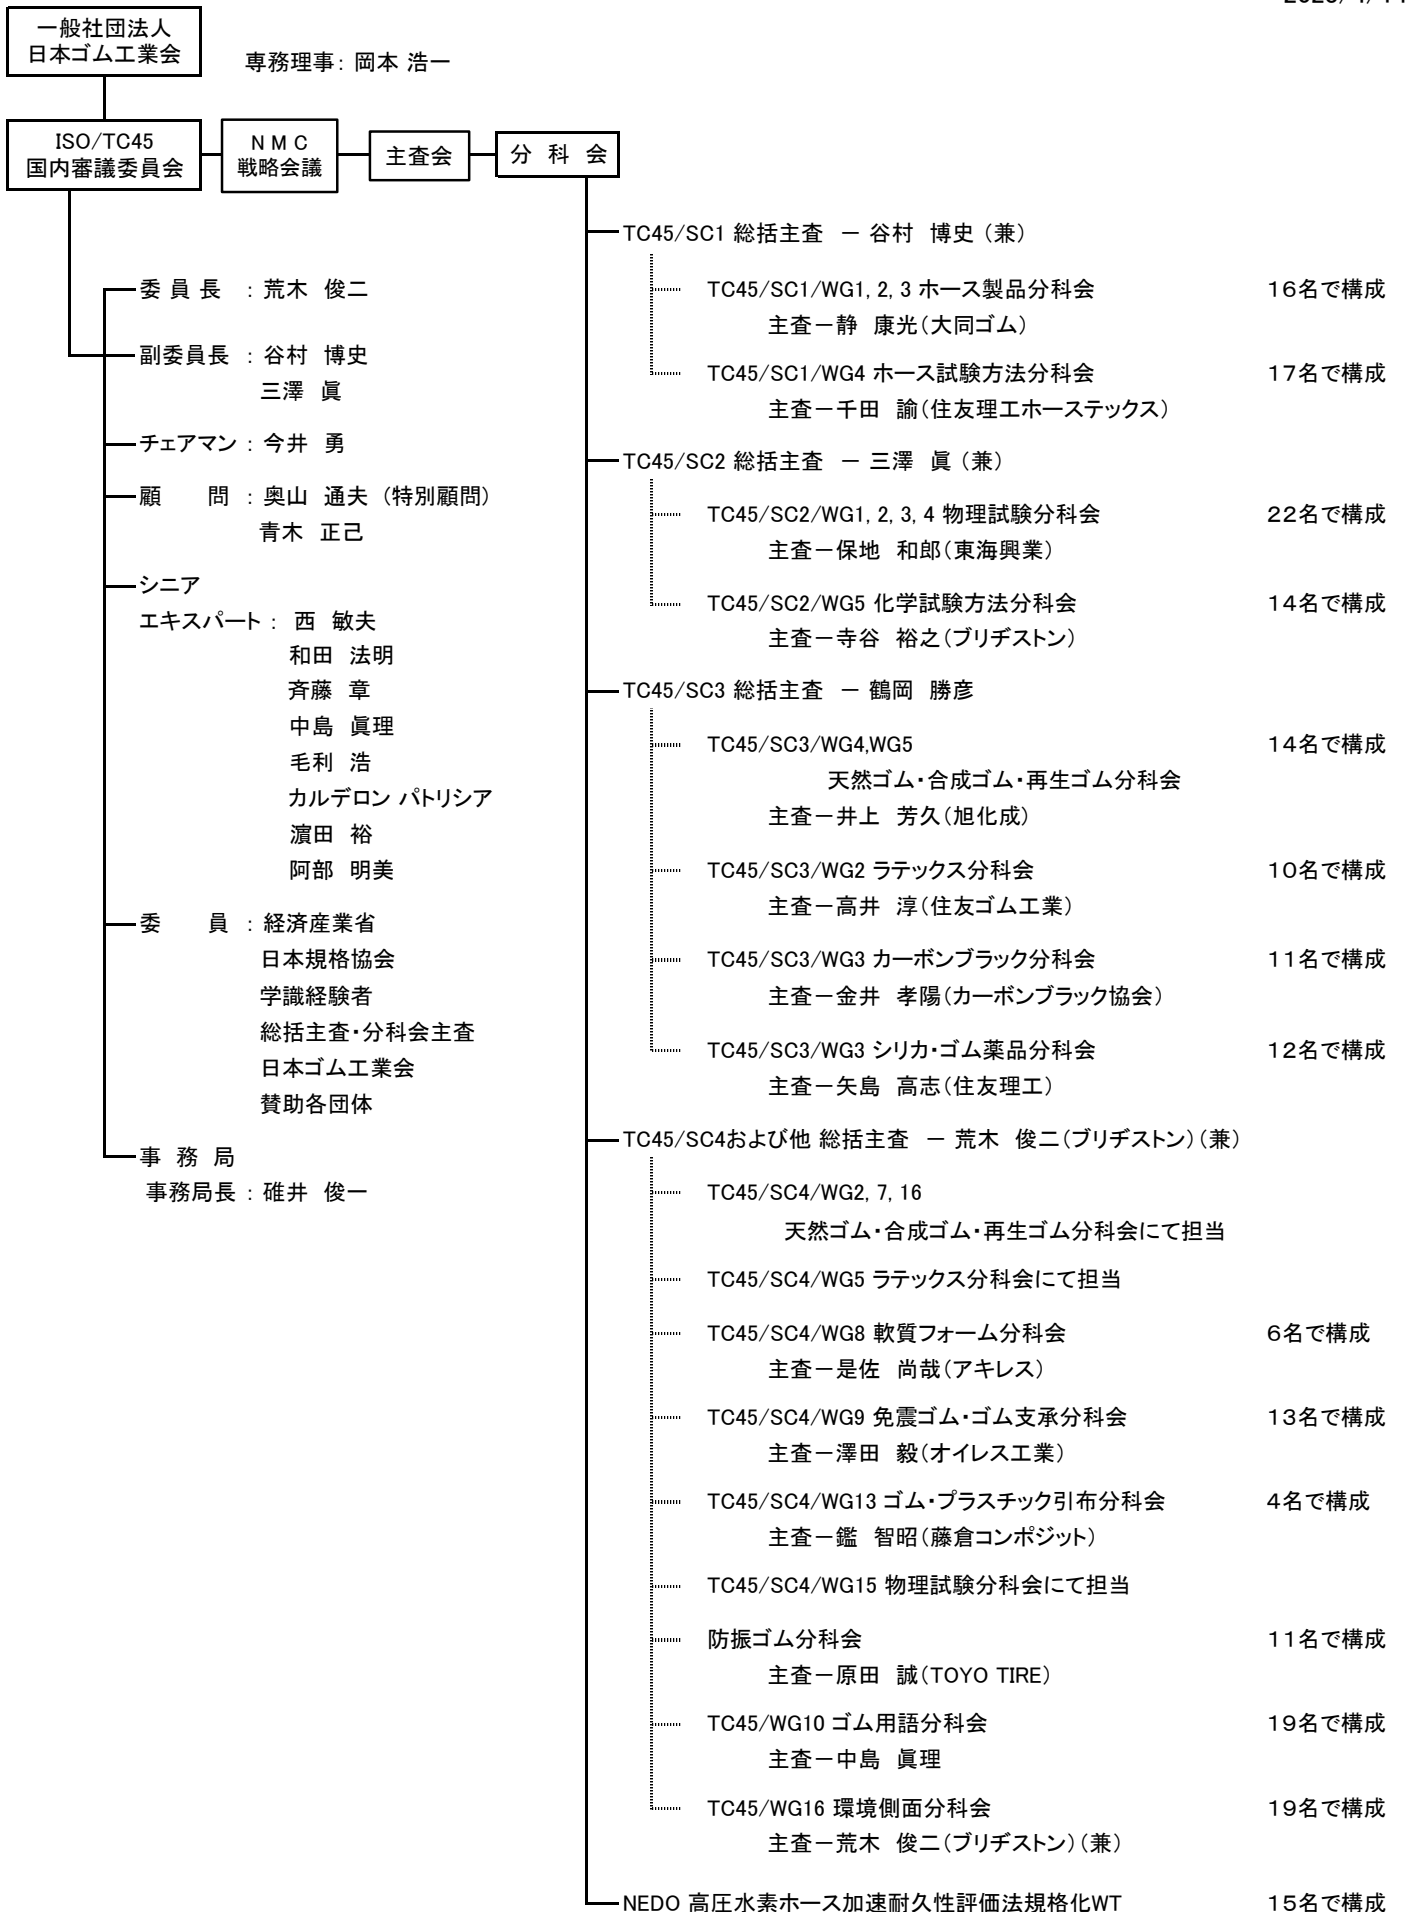 一般社団法人
日本ゴム工業会
専務理事： 岡本 浩一
ISO/TC45
国内審議委員会
N M C
戦略会議
主査会
分 科 会
委 員 長 ：荒木 俊二
副委員長 ：谷村 博史
三澤 眞
チェアマン ：今井 勇
顧 問 ：奥山 通夫 （特別顧問）
青木 正己
シニア
エキスパート ： 西 敏夫
和田 法明
斉藤 章
中島 眞理
毛利 浩
カルデロン パトリシア
濵田 裕
阿部 明美
委 員 ：経済産業省
日本規格協会
学識経験者
総括主査・分科会主査
日本ゴム工業会
賛助各団体
事 務 局
事務局長 ：碓井 俊一
TC45/SC1 総括主査 － 谷村 博史 （兼）
TC45/SC1/WG1, 2, 3 ホース製品分科会 １６名で構成
主査－静 康光（大同ゴム）
TC45/SC1/WG4 ホース試験方法分科会 １７名で構成
主査－千田 諭（住友理工ホーステックス）
TC45/SC2 総括主査 － 三澤 眞 （兼）
TC45/SC2/WG1, 2, 3, 4 物理試験分科会 ２２名で構成
主査－保地 和郎（東海興業）
TC45/SC2/WG5 化学試験方法分科会 １４名で構成
主査－寺谷 裕之（ブリヂストン）
TC45/SC3 総括主査 － 鶴岡 勝彦
TC45/SC3/WG4,WG5 １４名で構成
天然ゴム・合成ゴム・再生ゴム分科会
主査－井上 芳久（旭化成）
TC45/SC3/WG2 ラテックス分科会 １０名で構成
主査－高井 淳（住友ゴム工業）
TC45/SC3/WG3 カーボンブラック分科会 １１名で構成
主査－金井 孝陽（カーボンブラック協会）
TC45/SC3/WG3 シリカ・ゴム薬品分科会 １２名で構成
主査－矢島 高志（住友理工）
TC45/SC4および他 総括主査 － 荒木 俊二（ブリヂストン）（兼）
TC45/SC4/WG2, 7, 16
天然ゴム・合成ゴム・再生ゴム分科会にて担当
TC45/SC4/WG5 ラテックス分科会にて担当
TC45/SC4/WG8 軟質フォーム分科会 ６名で構成
主査－是佐 尚哉（アキレス）
TC45/SC4/WG9 免震ゴム・ゴム支承分科会 １３名で構成
主査－澤田 毅（オイレス工業）
TC45/SC4/WG13 ゴム・プラスチック引布分科会 ４名で構成
主査－鑑 智昭（藤倉コンポジット）
TC45/SC4/WG15 物理試験分科会にて担当
防振ゴム分科会 １１名で構成
主査－原田 誠（TOYO TIRE）
TC45/WG10 ゴム用語分科会 １９名で構成
主査－中島 眞理
TC45/WG16 環境側面分科会 １９名で構成
主査－荒木 俊二（ブリヂストン）（兼）
NEDO 高圧水素ホース加速耐久性評価法規格化WT １５名で構成